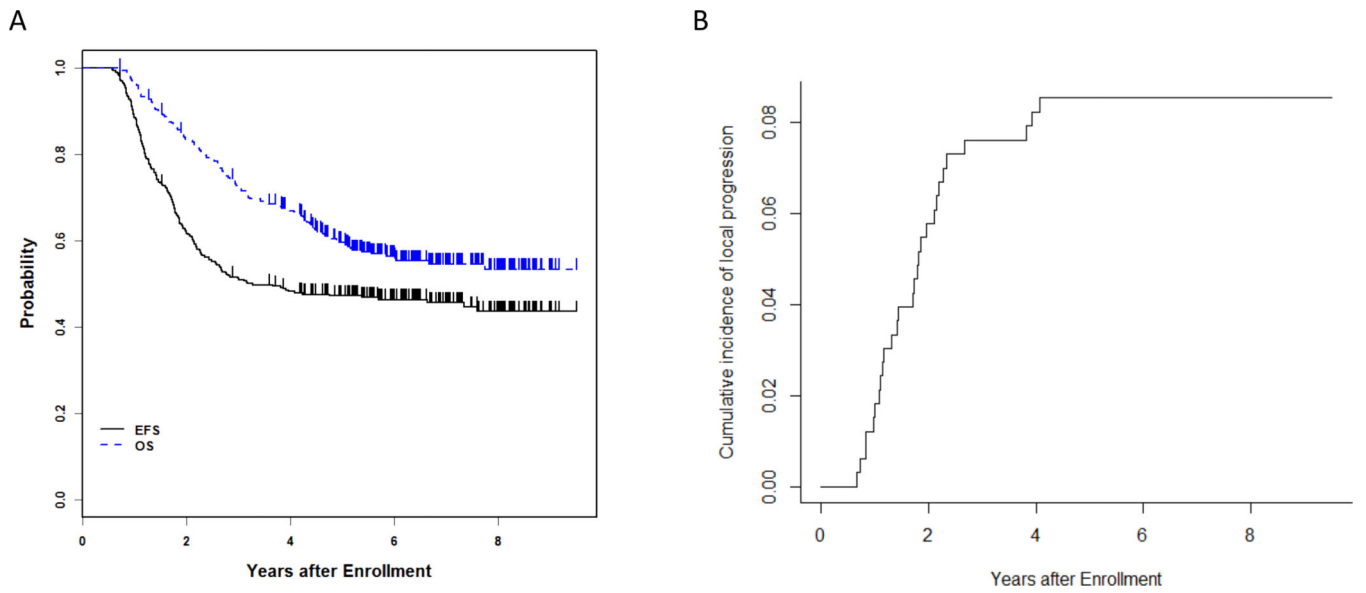 A
Probability
1.0
0.8
0.6
0.4
0.2
0.0
EFS
OS
0 2 4 6 8
Years after Enrollment
B
Cumulative incidence of local progression
0.08
0.06
0.04
0.02
0.00
0 2 4 6 8
Years after Enrollment